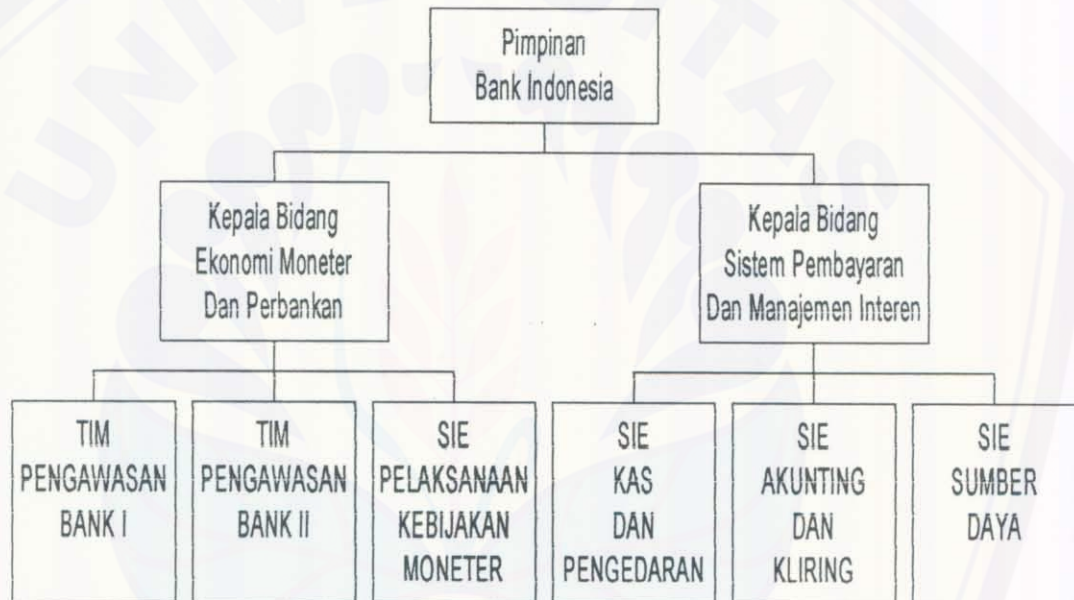 Pimpinan
Bank Indonesia
Kepala Bidang
Ekonomi Moneter
Dan Perbankan
Kepala Bidang
Sistem Pembayaran
Dan Manajemen Interen
TIM
PENGAWASAN
BANK I
TIM
PENGAWASAN
BANK II
SIE
PELAKSANAAN
KEBIJAKAN
MONETER
SIE
KAS
DAN
PENGEDARAN
SIE
AKUNTING
DAN
KLIRING
SIE
SUMBER
DAYA
UNIVERSITAS